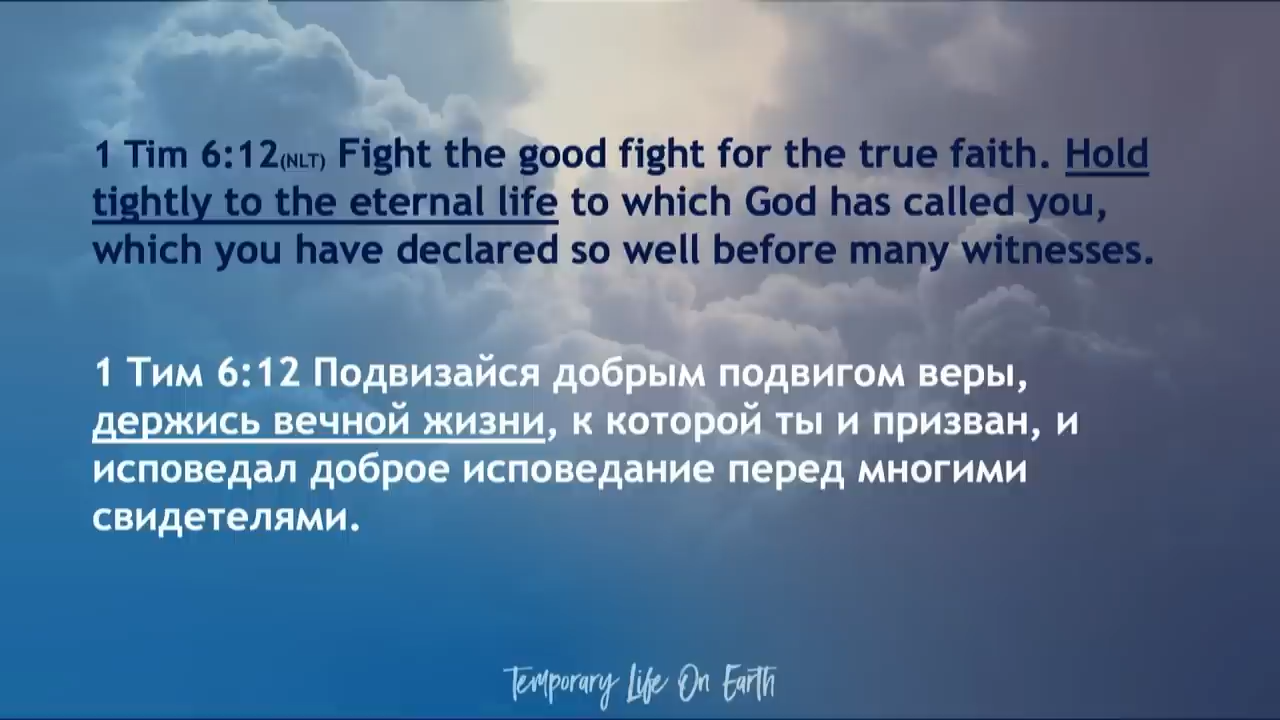 1 Tim 6:12(NLT) Fight the good fight for the true faith. Hold
tightly to the eternal life to which God has called you,
which you have declared so well before many witnesses.
1 Тим 6:12 Подвизайся добрым подвигом веры,
держись вечной жизни, к которой ты и призван, и
исповедал доброе исповедание перед многими
свидетелями.
Temporary Life On Earth